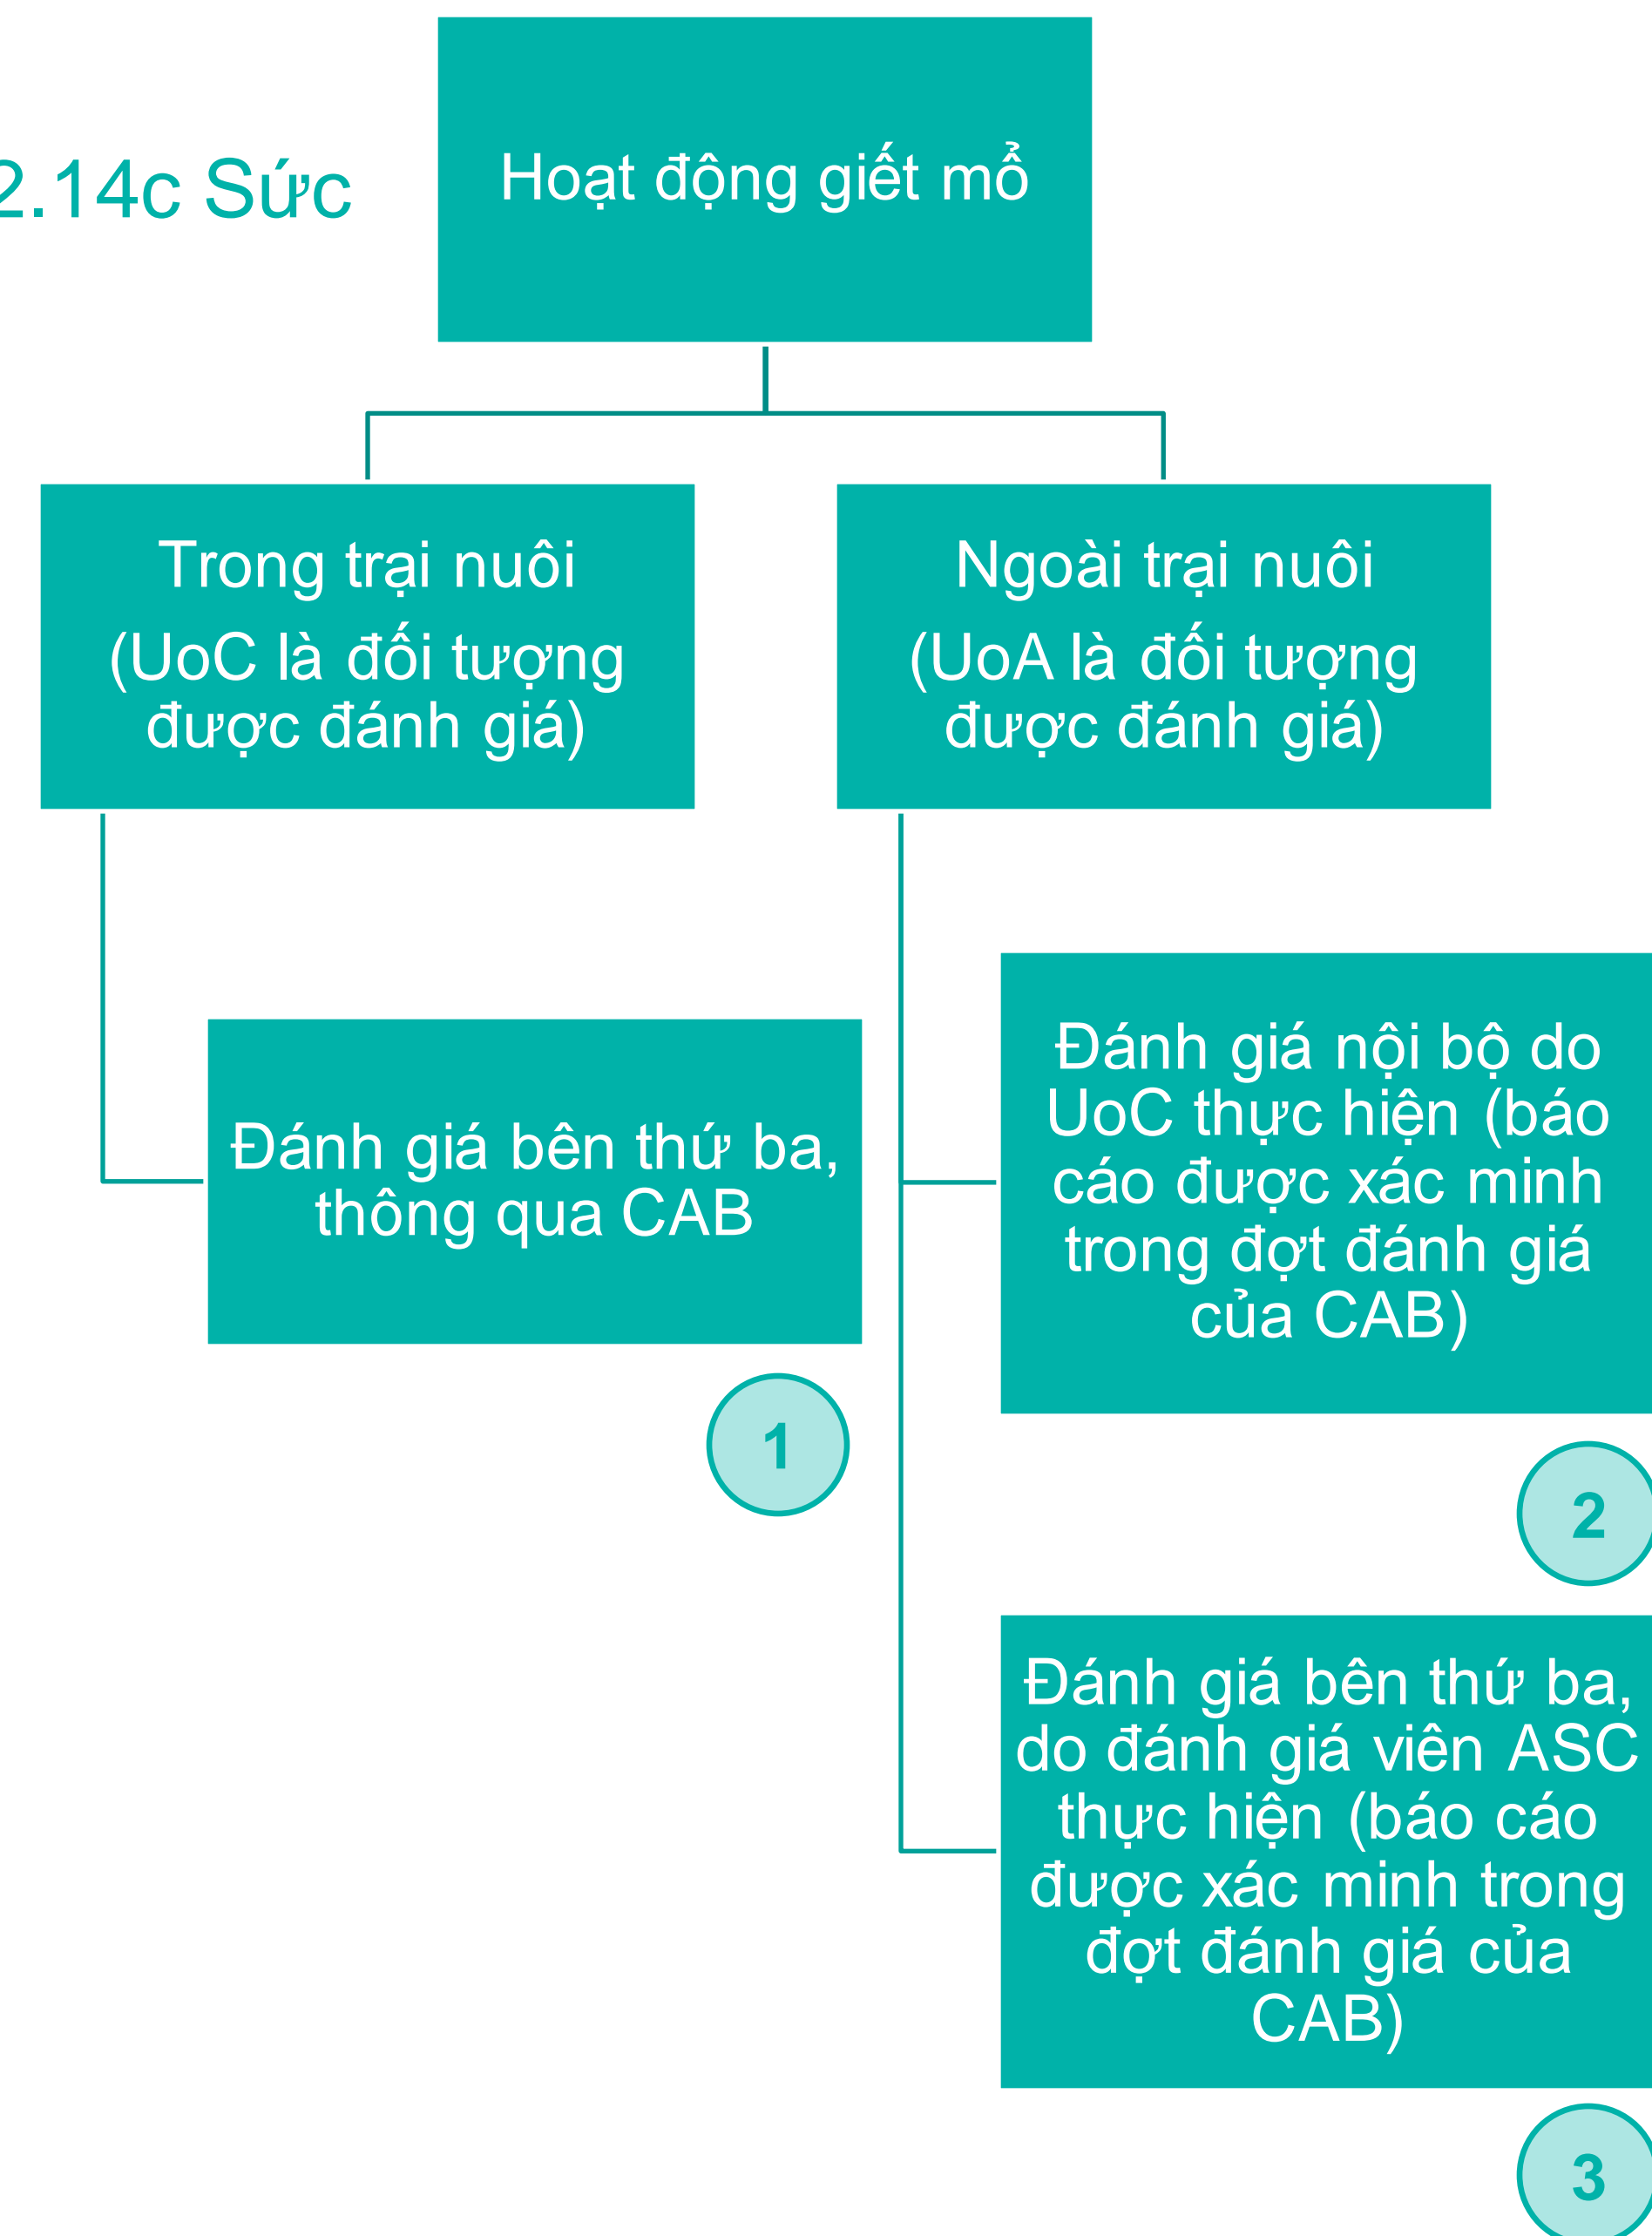 2.14c Sức
Hoạt động giết mổ
Trong trại nuôi
(UoC là đối tượng
được đánh giá)
Ngoài trại nuôi
(UoA là đối tượng
được đánh giá)
Đánh giá bên thứ ba,
thông qua CAB
1
Đánh giá nội bộ do
UoC thực hiện (báo
cáo được xác minh
trong đợt đánh giá
của CAB)
2
Đánh giá bên thứ ba,
do đánh giá viên ASC
thực hiện (báo cáo
được xác minh trong
đợt đánh giá của
CAB)
3